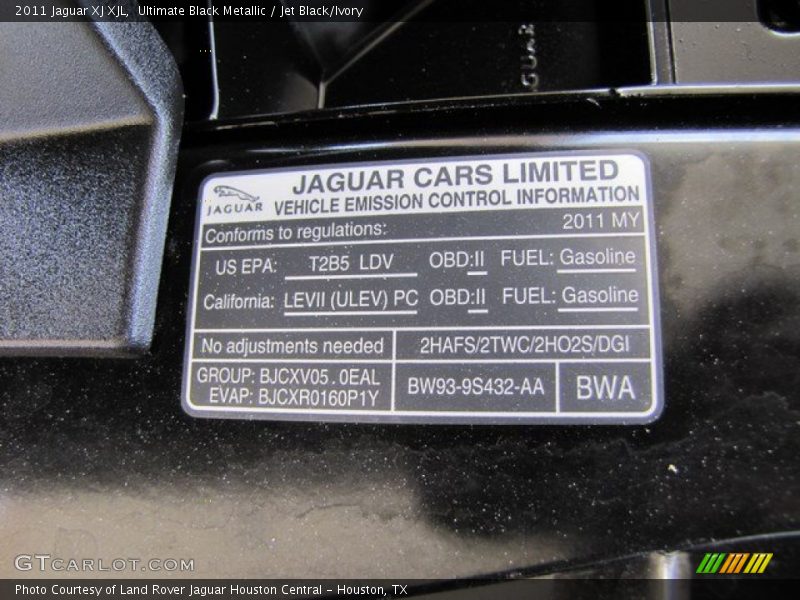 2011 Jaguar XJ XJL, Ultimate Black Metallic / Jet Black/Ivory
JAGUAR
JAGUAR CARS LIMITED
JAGUAR
VEHICLE EMISSION CONTROL INFORMATION
Conforms to regulations: 2011 MY
US EPA: T2B5 LDV OBD:II FUEL: Gasoline
California: LEVII (ULEV) PC OBD:II FUEL: Gasoline
No adjustments needed 2HAFS/2TWC/2HO2S/DGI
GROUP: BJCXV05.0EAL
EVAP: BJCXR0160P1Y
BW93-9S432-AA
BWA
GTCARLOT.COM
Photo Courtesy of Land Rover Jaguar Houston Central - Houston, TX